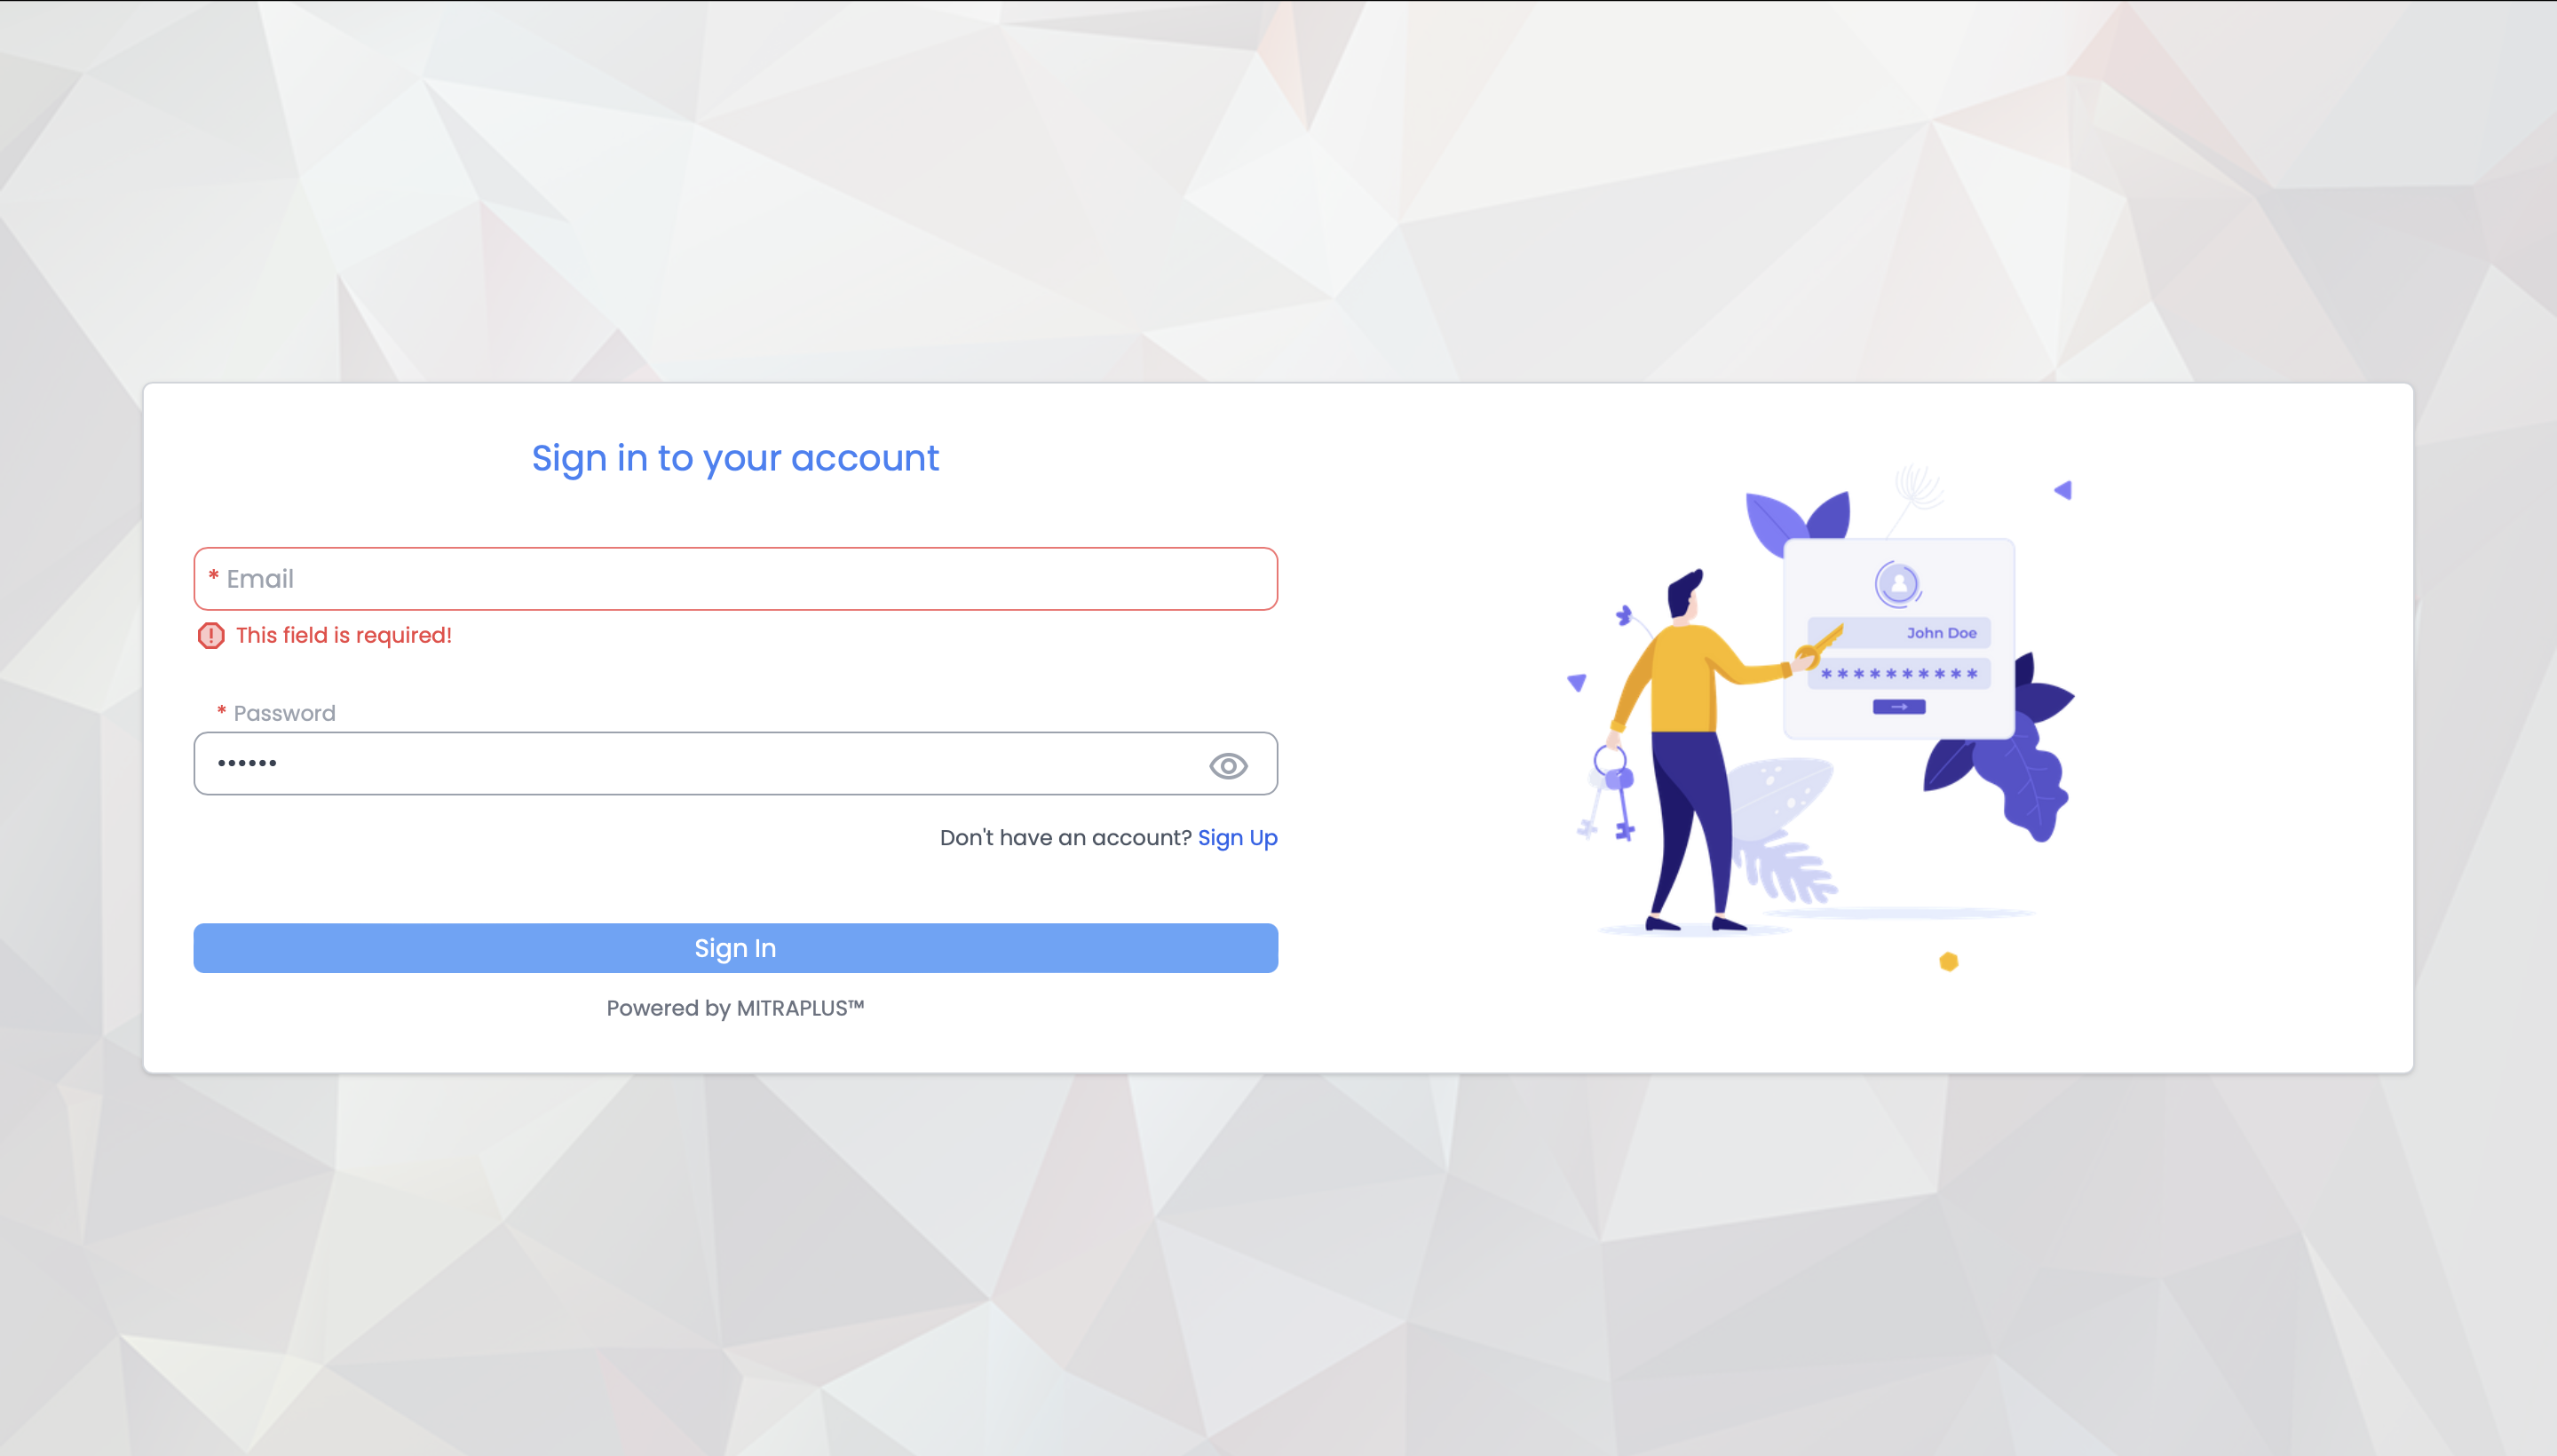 Sign in to your account
* Email
This field is required!
* Password
••••••
Don't have an account? Sign Up
Sign In
Powered by MITRAPLUS™
John Doe
**********